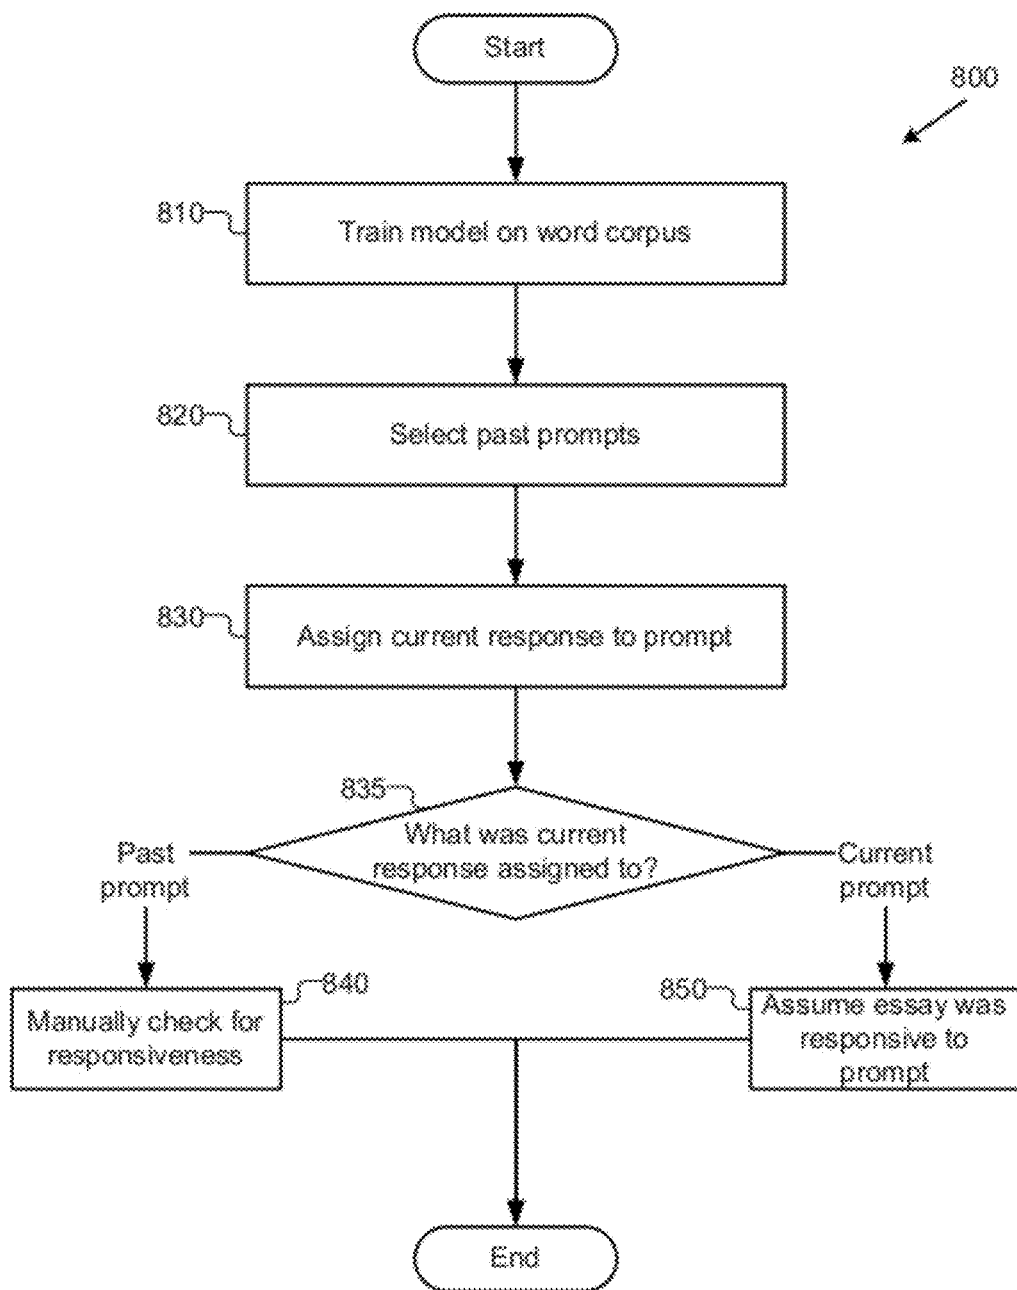 Start
800
810
Train model on word corpus
820
Select past prompts
830
Assign current response to prompt
835
What was current
response assigned to?
Past
prompt
Current
prompt
840
Manually check for
responsiveness
850
Assume essay was
responsive to
prompt
End